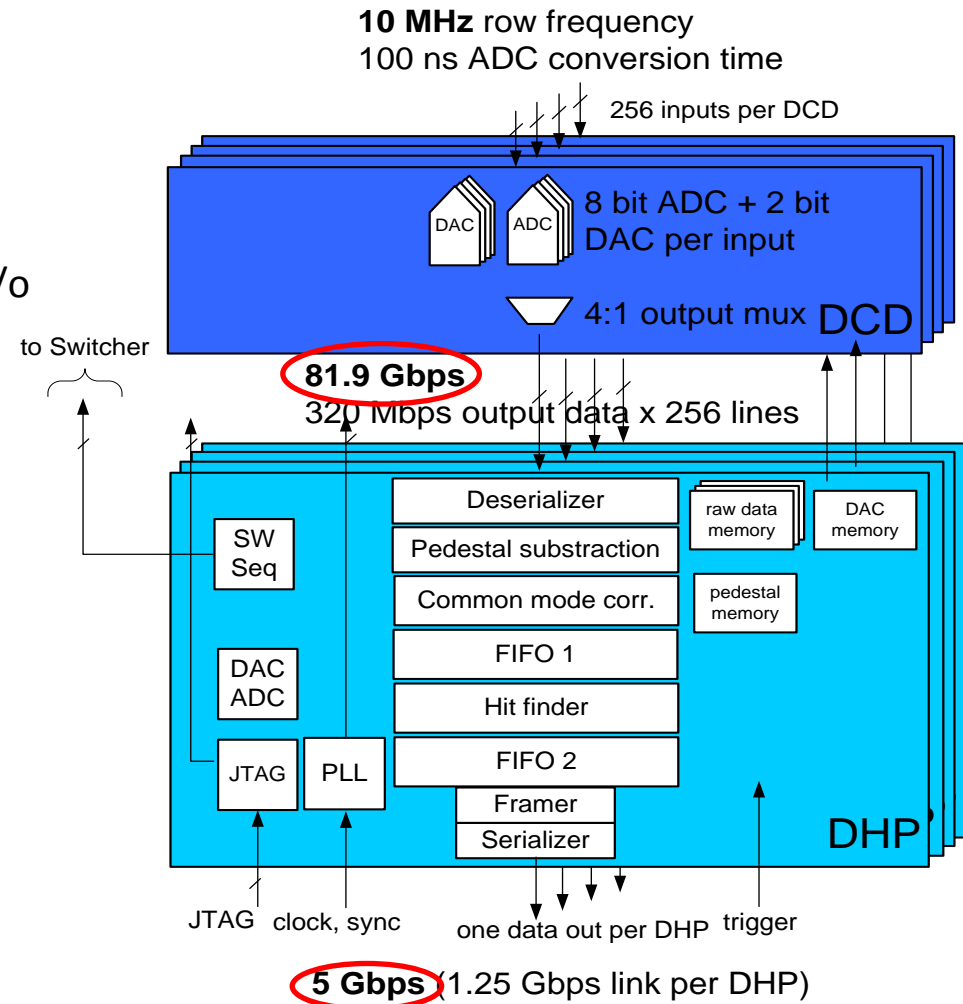 10 MHz row frequency
100 ns ADC conversion time
256 inputs per DCD
DAC
ADC
8 bit ADC + 2 bit
DAC per input
/o
4:1 output mux
DCD
to Switcher
81.9 Gbps
320 Mbps output data x 256 lines
Deserializer
raw data
memory
DAC
memory
SW
Seq
Pedestal substraction
Common mode corr.
pedestal
memory
FIFO 1
DAC
ADC
Hit finder
FIFO 2
JTAG
PLL
Framer
Serializer
DHP
JTAG
clock, sync
one data out per DHP
trigger
5 Gbps (1.25 Gbps link per DHP)